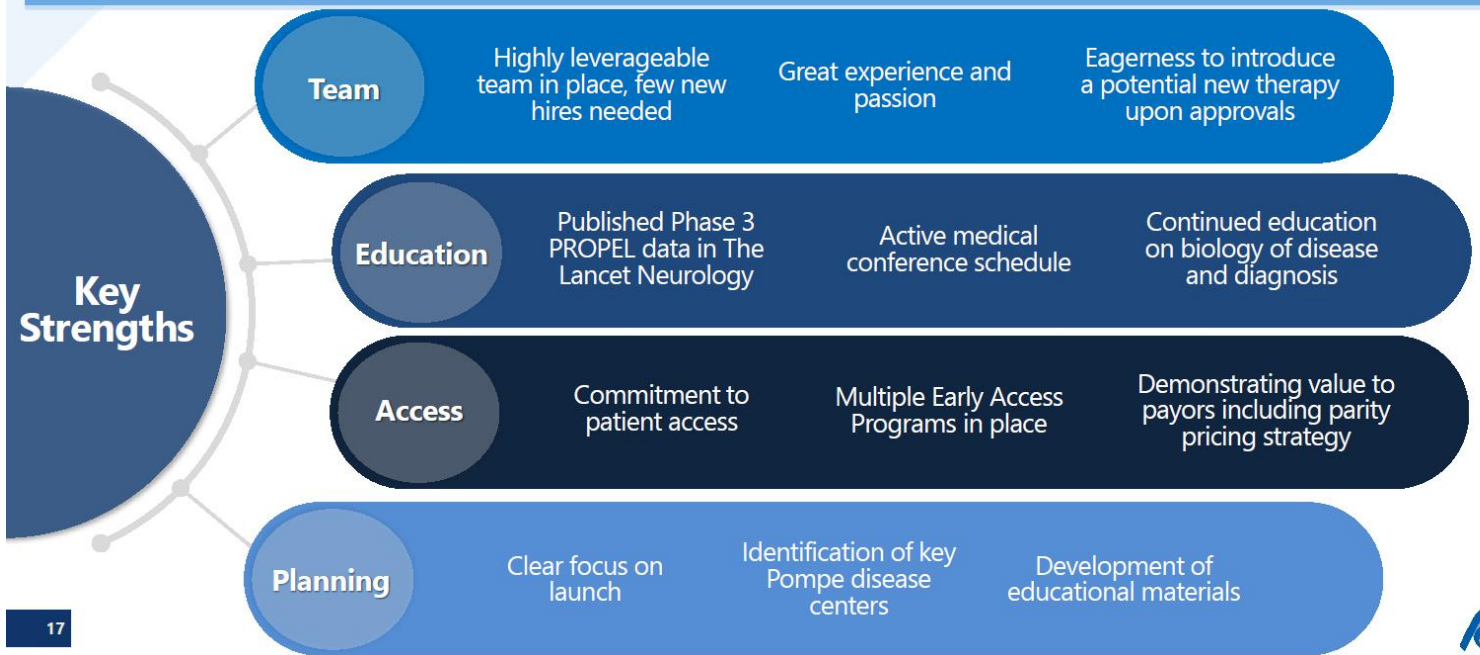 Key
Strengths
Team
Highly leverageable
team in place, few new
hires needed
Great experience and
passion
Eagerness to introduce
a potential new therapy
upon approvals
Education
Published Phase 3
PROPEL data in The
Lancet Neurology
Active medical
conference schedule
Continued education
on biology of disease
and diagnosis
Access
Commitment to
patient access
Multiple Early Access
Programs in place
Demonstrating value to
payors including parity
pricing strategy
Planning
Clear focus on
launch
Identification of key
Pompe disease
centers
Development of
educational materials
17